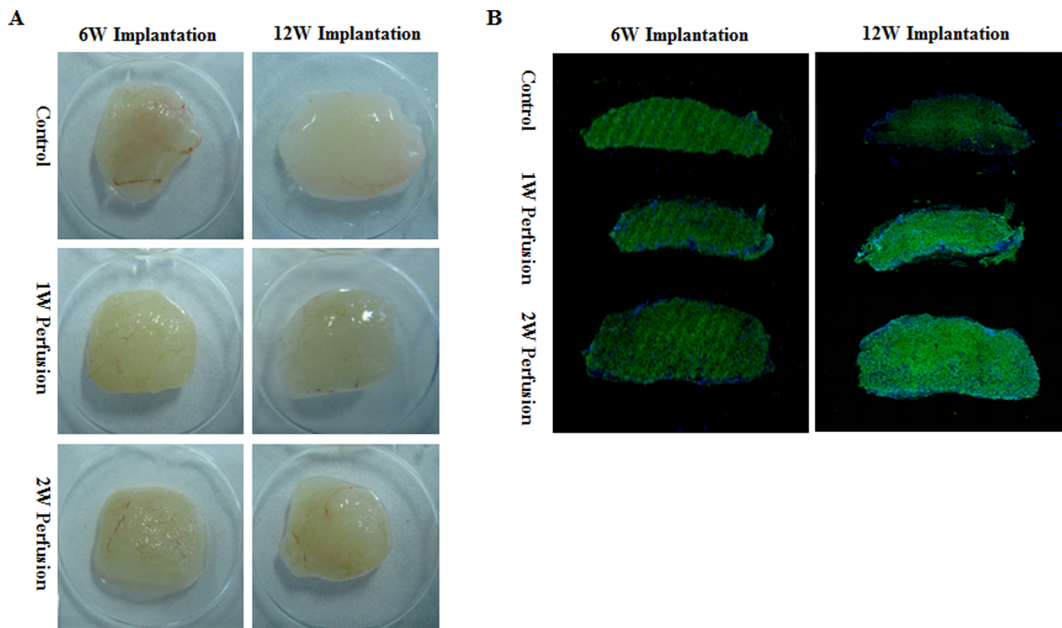 A
6W Implantation
12W Implantation
Control
1W Perfusion
2W Perfusion
B
6W Implantation
12W Implantation
Control
1W Perfusion
2W Perfusion